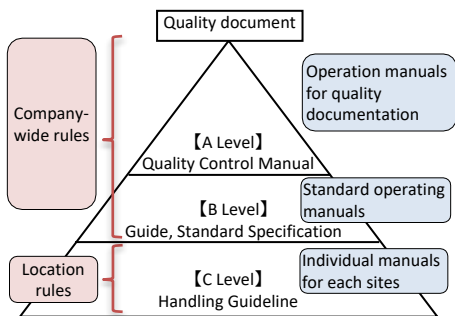 Quality document
Company-
wide rules
Operation manuals
for quality
documentation
【A Level】
Quality Control Manual
【B Level】
Guide, Standard Specification
Standard operating
manuals
Location
rules
【C Level】
Handling Guideline
Individual manuals
for each sites